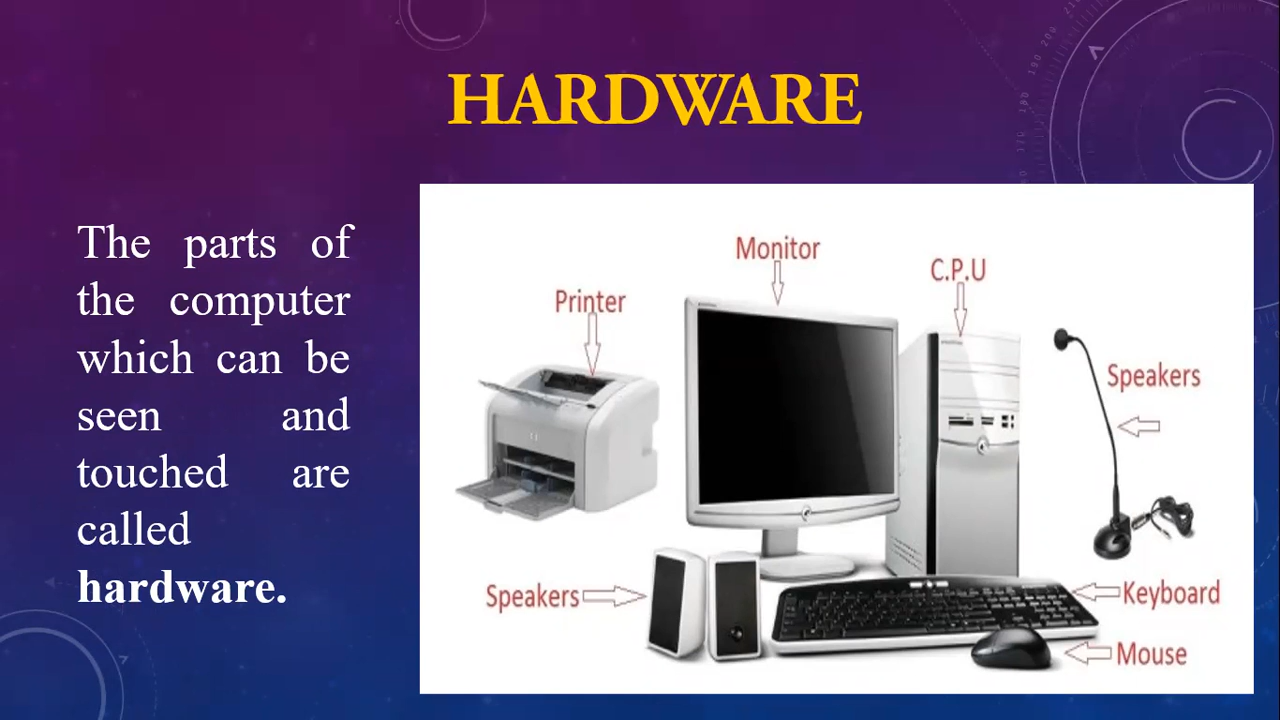 HARDWARE
The parts of
the computer
which can be
seen and
touched are
called
hardware.
Monitor
C.P.U
Printer
Speakers
Speakers
Keyboard
Mouse